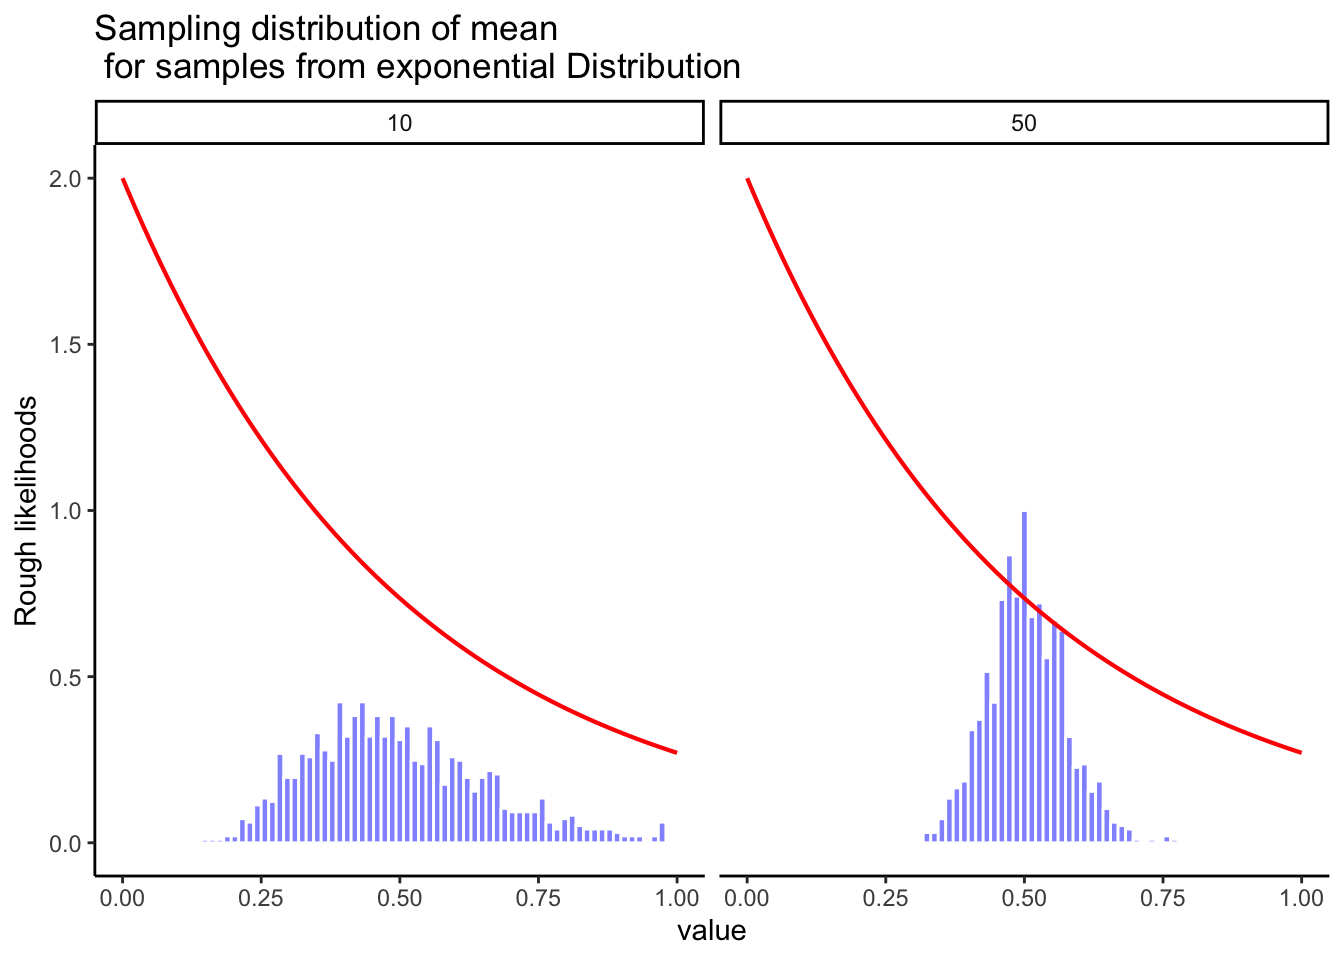 Sampling distribution of mean
for samples from exponential Distribution
10
50
2.0
1.5
1.0
0.5
0.0
Rough likelihoods
0.00 0.25 0.50 0.75 1.00
0.00 0.25 0.50 0.75 1.00
value